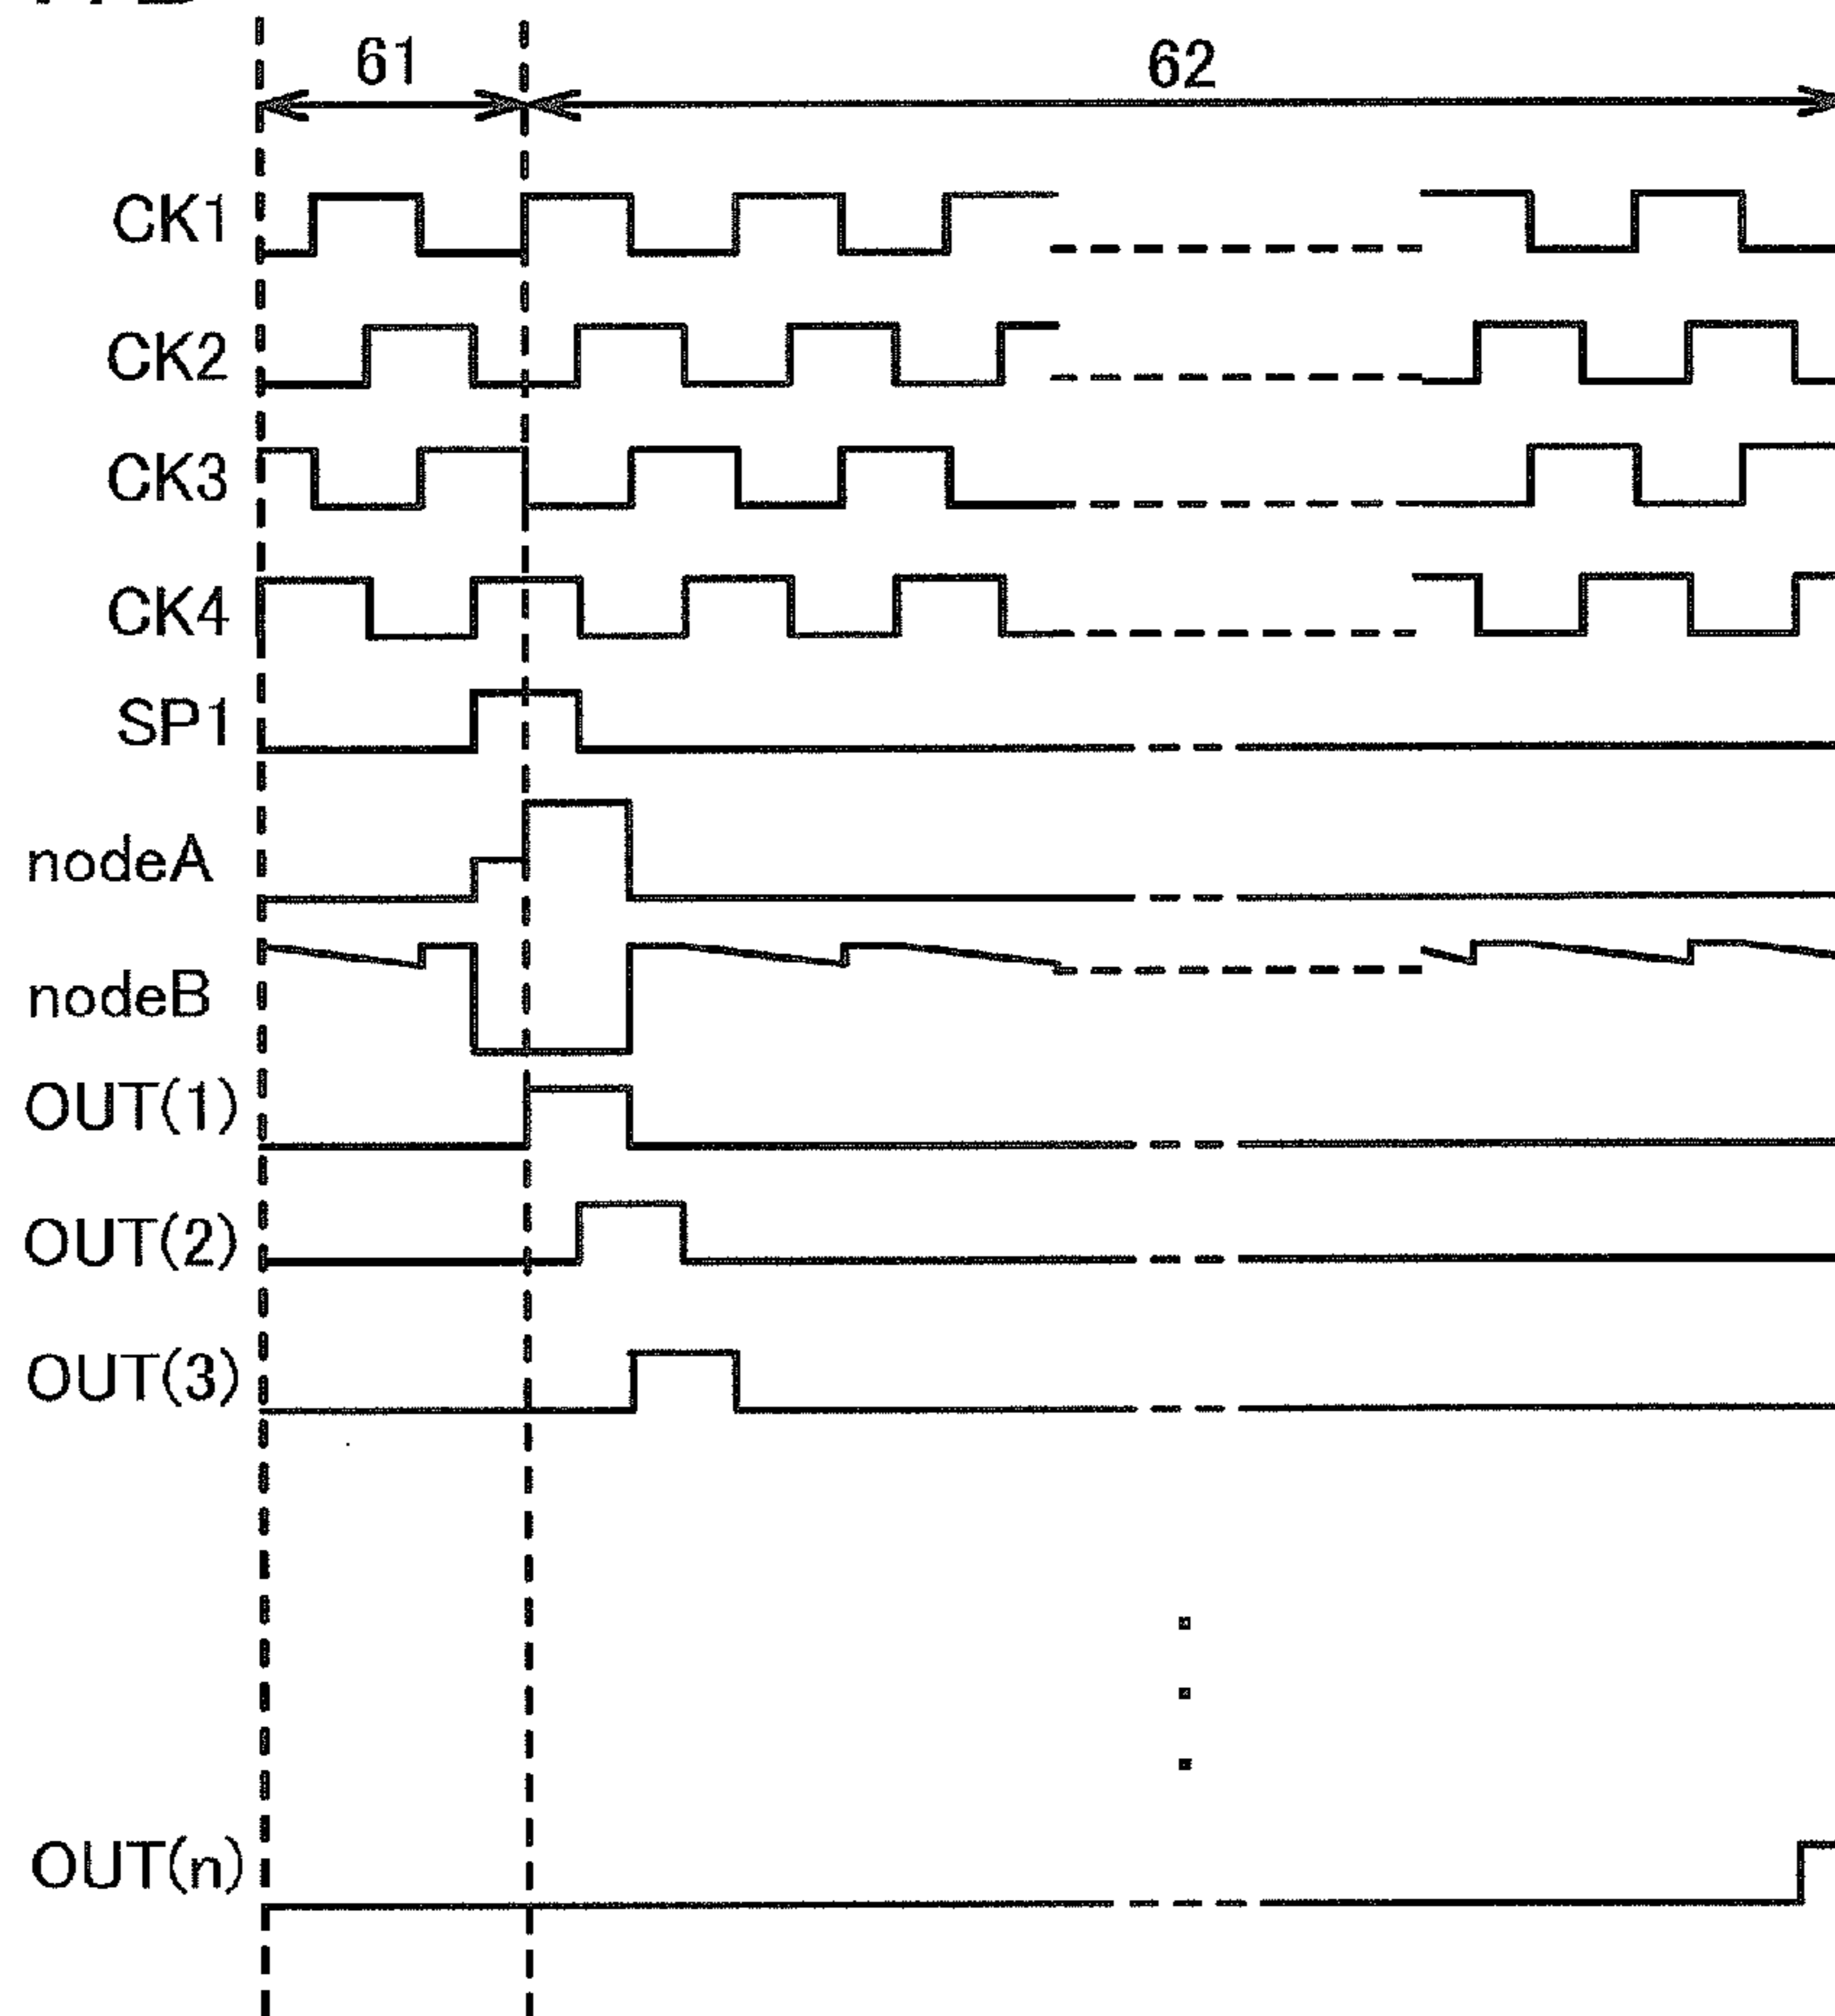 61
62
CK1
CK2
CK3
CK4
SP1
nodeA
nodeB
OUT(1)
OUT(2)
OUT(3)
OUT(n)